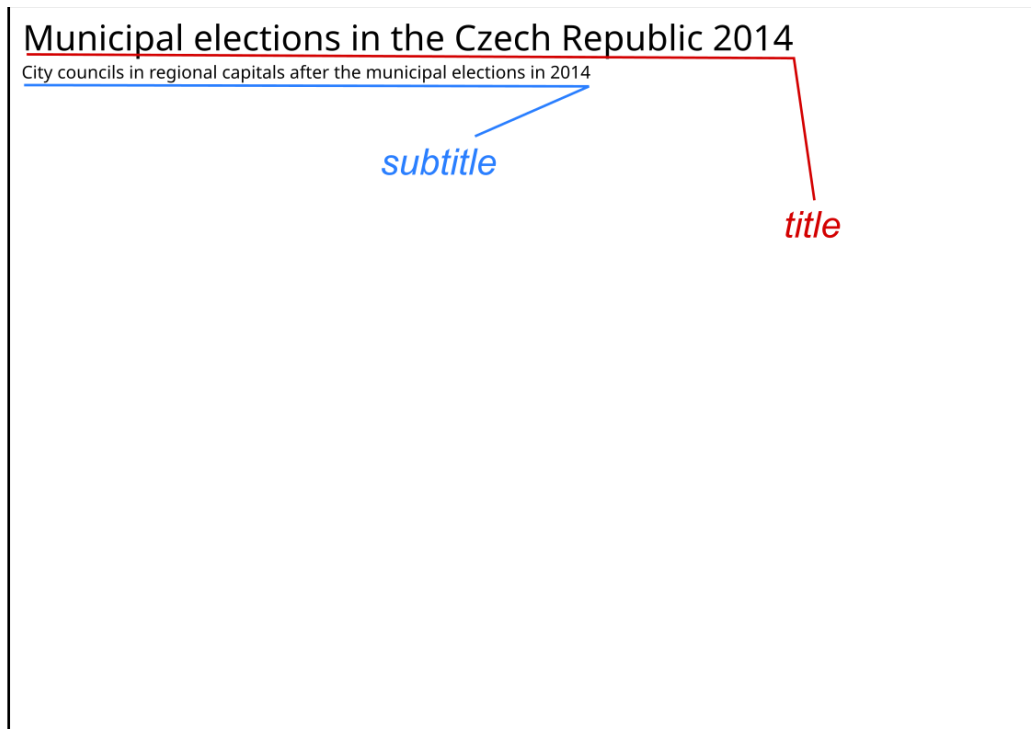 Municipal elections in the Czech Republic 2014
City councils in regional capitals after the municipal elections in 2014
subtitle
title